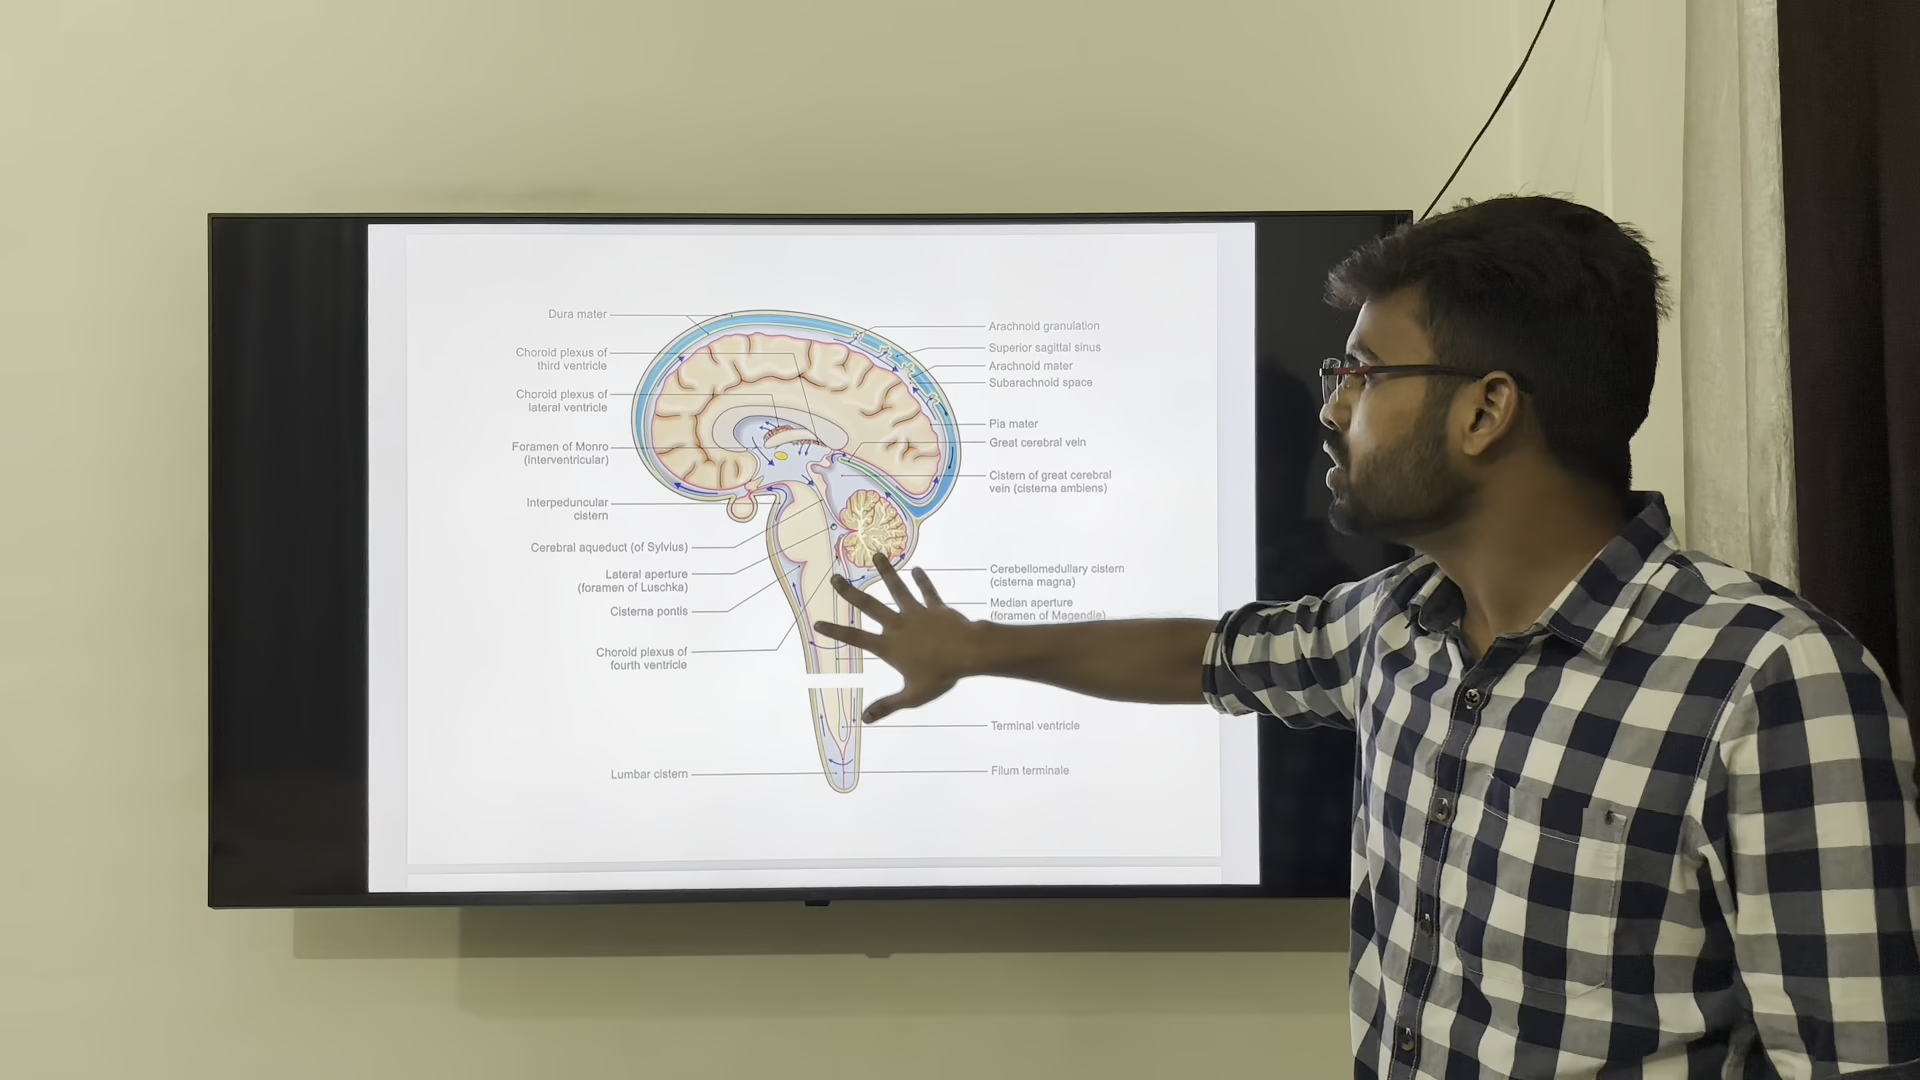 Dura mater
Choroid plexus of
third ventricle
Choroid plexus of
lateral ventricle
Foramen of Monro
(interventricular)
Interpeduncular
cistern
Cerebral aqueduct (of Sylvius)
Lateral aperture
(foramen of Luschka)
Cisterna pontis
Choroid plexus of
fourth ventricle
Lumbar cistern
Arachnoid granulation
Superior sagittal sinus
Arachnoid mater
Subarachnoid space
Pia mater
Great cerebral vein
Cistern of great cerebral
vein (cisterna ambiens)
Cerebellomedullary cistern
(cisterna magna)
Median aperture
(foramen of Magendie)
Terminal ventricle
Filum terminale